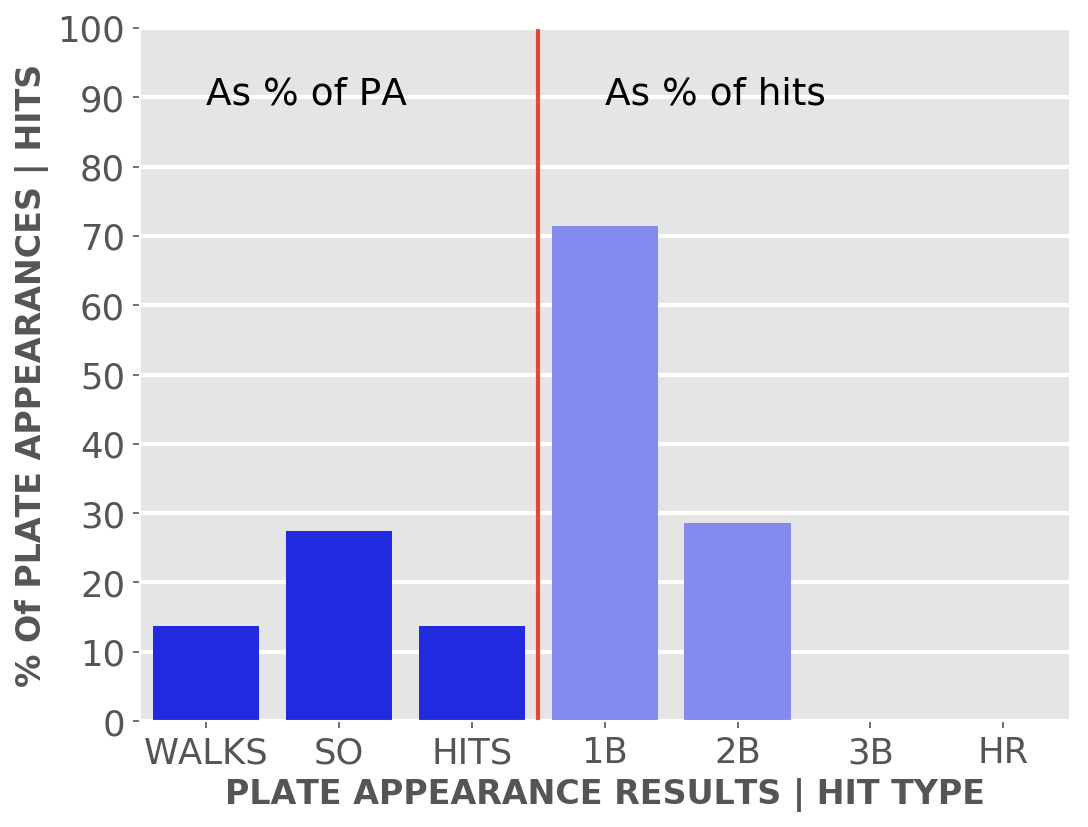 % Of PLATE APPEARANCES | HITS
100
90
80
70
60
50
40
30
20
10
0
As % of PA
As % of hits
WALKS SO HITS 1B 2B 3B HR
PLATE APPEARANCE RESULTS | HIT TYPE